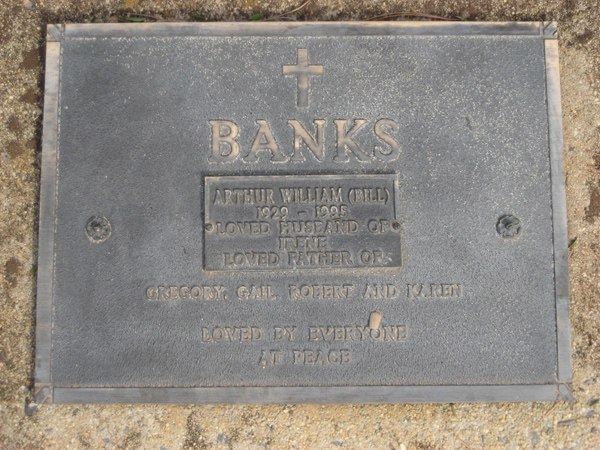 BANKS
ARTHUR WILLIAM (BILL)
1929 - 1995
LOVED HUSBAND OF
IRENE
LOVED FATHER OF
GREGORY, GAIL, ROBERT AND KAREN
LOVED BY EVERYONE
AT PEACE